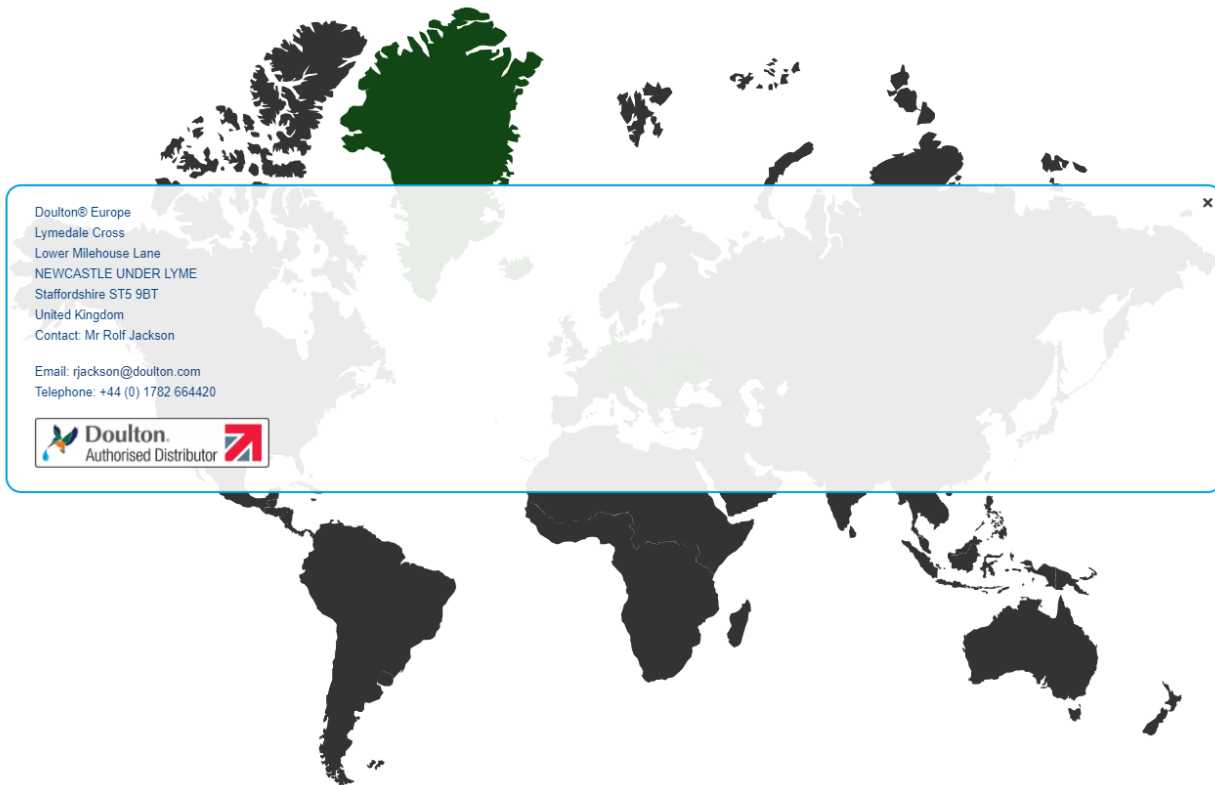 Doulton® Europe
Lymedale Cross
Lower Milehouse Lane
NEWCASTLE UNDER LYME
Staffordshire ST5 9BT
United Kingdom
Contact: Mr Rolf Jackson
Email: rjackson@doulton.com
Telephone: +44 (0) 1782 664420
Doulton®
Authorised Distributor